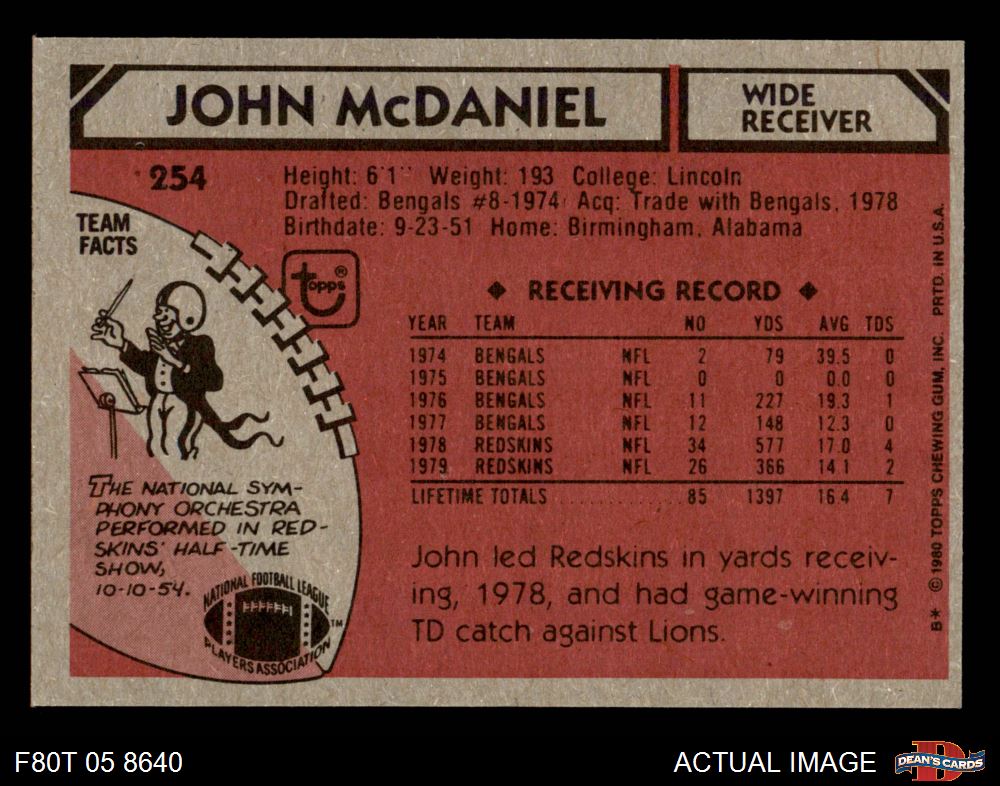 JOHN McDANIEL
WIDE
RECEIVER
254
Height: 6'1" Weight: 193 College: Lincoln
Drafted: Bengals #8-1974 Acq: Trade with Bengals, 1978
Birthdate: 9-23-51 Home: Birmingham, Alabama
TEAM
FACTS
topps®
◆ RECEIVING RECORD ◆
YEAR TEAM NO YDS AVG TDS
1974 BENGALS NFL 2 79 39.5 0
1975 BENGALS NFL 0 0 0.0 0
1976 BENGALS NFL 11 227 19.3 1
1977 BENGALS NFL 12 148 12.3 0
1978 REDSKINS NFL 34 577 17.0 4
1979 REDSKINS NFL 26 366 14.1 2
LIFETIME TOTALS 85 1397 16.4 7
THE NATIONAL SYM-
PHONY ORCHESTRA
PERFORMED IN RED-
SKINS' HALF-TIME
SHOW,
10-10-54.
NATIONAL FOOTBALL LEAGUE
PLAYERS ASSOCIATION
TM
John led Redskins in yards receiv-
ing, 1978, and had game-winning
TD catch against Lions.
B* © 1980 TOPPS CHEWING GUM, INC. PRTD. IN U.S.A.
F80T 05 8640
ACTUAL IMAGE
D
DEAN'S CARDS